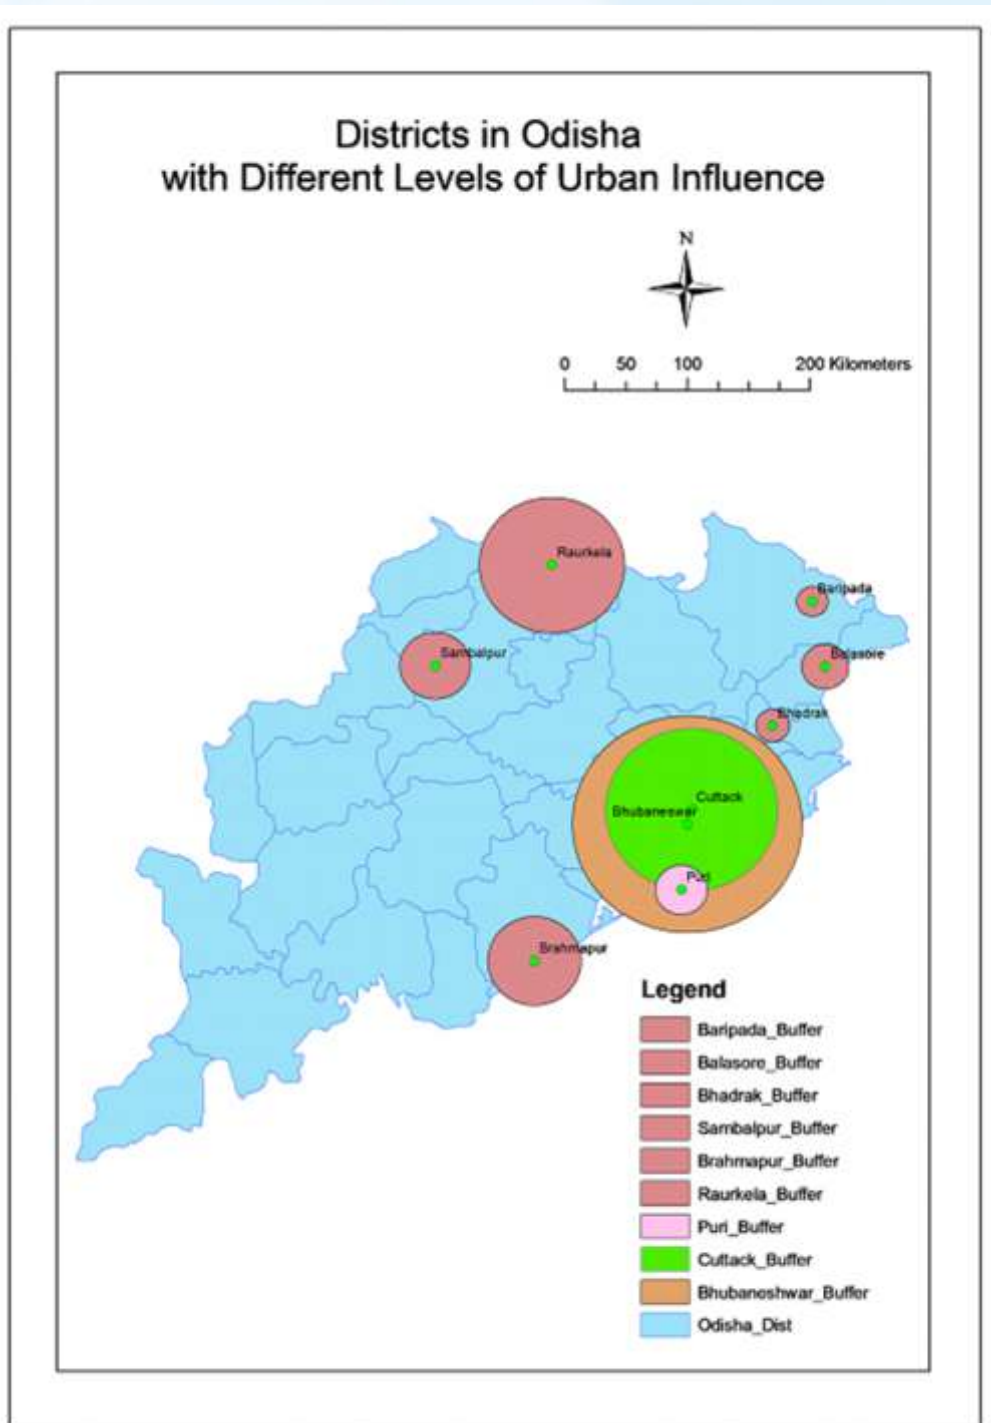 Districts in Odisha
with Different Levels of Urban Influence
N
0 50 100 200 Kilometers
Raurkela
Baripada
Sambalpur
Balasore
Bhadrak
Cuttack
Bhubaneswar
Puri
Brahmapur
Legend
Baripada_Buffer
Balasore_Buffer
Bhadrak_Buffer
Sambalpur_Buffer
Brahmapur_Buffer
Raurkela_Buffer
Puri_Buffer
Cuttack_Buffer
Bhubaneshwar_Buffer
Odisha_Dist